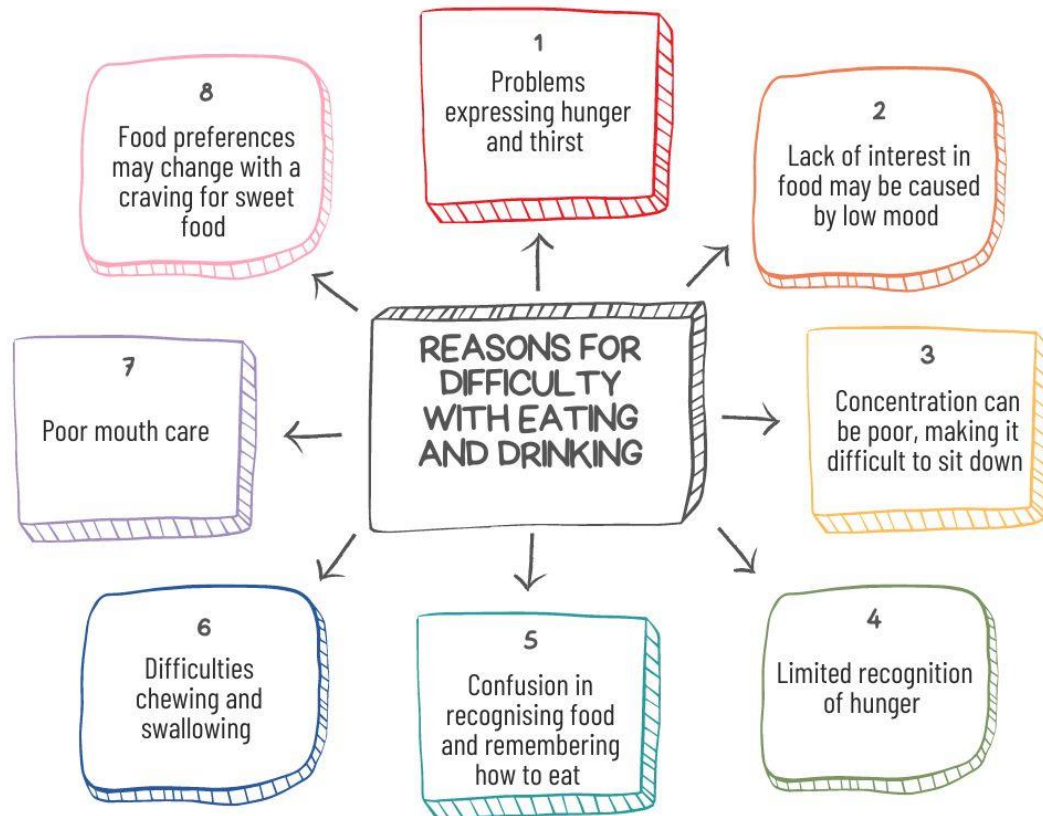 REASONS FOR
DIFFICULTY
WITH EATING
AND DRINKING
1
Problems
expressing hunger
and thirst
2
Lack of interest in
food may be caused
by low mood
3
Concentration can
be poor, making it
difficult to sit down
4
Limited recognition
of hunger
5
Confusion in
recognising food
and remembering
how to eat
6
Difficulties
chewing and
swallowing
7
Poor mouth care
8
Food preferences
may change with a
craving for sweet
food